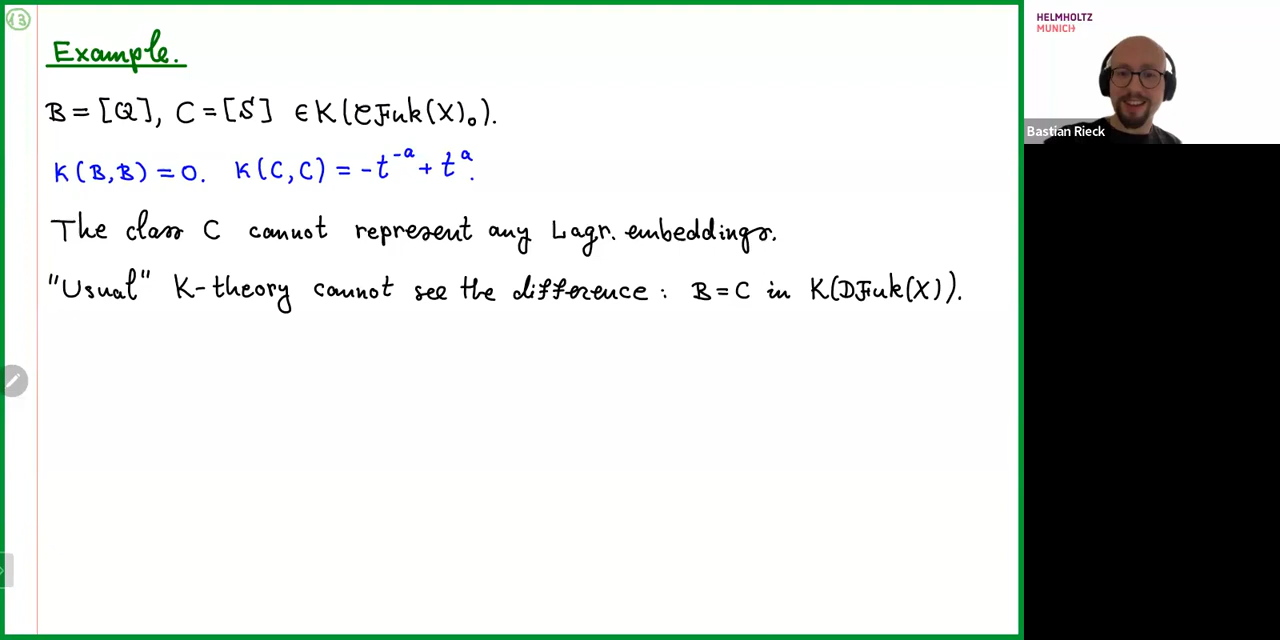 13
Example.
B = [Q], C = [S] ∈ K(CFuk(X)₀).
κ(B,B) = 0. κ(C,C) = -t^{-a} + t^{a}.
The class C cannot represent any Lagr. embeddings.
"Usual" K-theory cannot see the difference: B = C in K(DFuk(X)).
HELMHOLTZ
MUNICH
Bastian Rieck